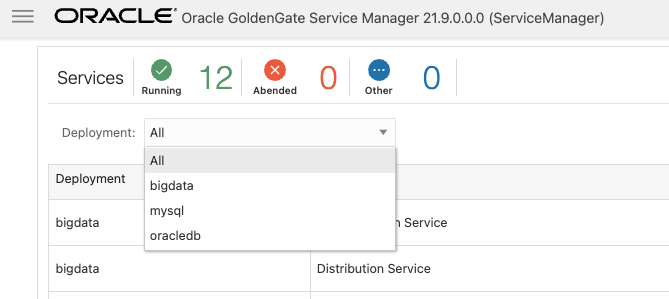 ORACLE Oracle GoldenGate Service Manager 21.9.0.0.0 (ServiceManager)
Services Running 12 Abended 0 Other 0
Deployment: All
All
bigdata
mysql
oracledb
Deployment
bigdata Service
bigdata Distribution Service